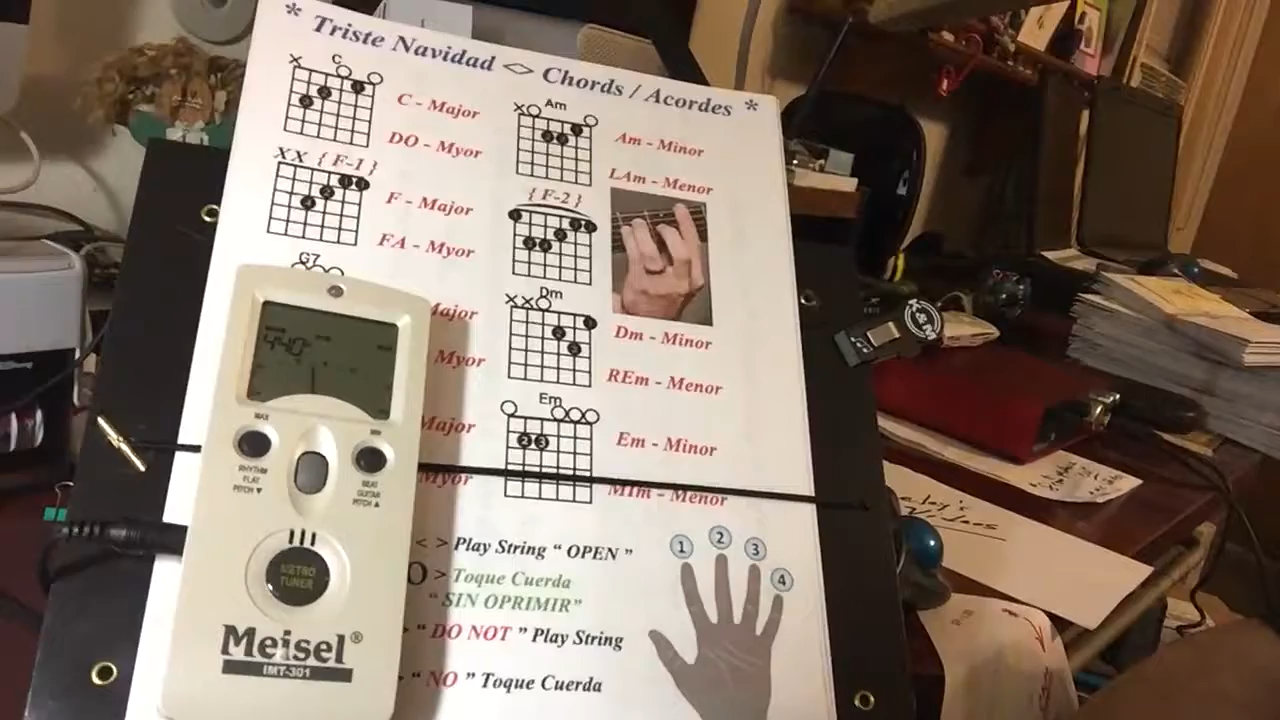 * Triste Navidad <> Chords / Acordes *
X C
C - Major
DO - Myor
X Am
Am - Minor
LAm - Menor
XX { F-1 }
F - Major
FA - Myor
{ F-2 }
G7
Major
Myor
XX Dm
Dm - Minor
REm - Menor
Major
Myor
Em
2 3
Em - Minor
MIm - Menor
< > Play String “ OPEN ”
O > Toque Cuerda
“ SIN OPRIMIR”
“ DO NOT ” Play String
“ NO ” Toque Cuerda
1 2 3 4
440
MAX
MIN
RHYTHM
FLAT
PITCH ▼
BEAT
GUITAR
PITCH ▲
METRO
TUNER
Meisel®
IMT-301
K&M